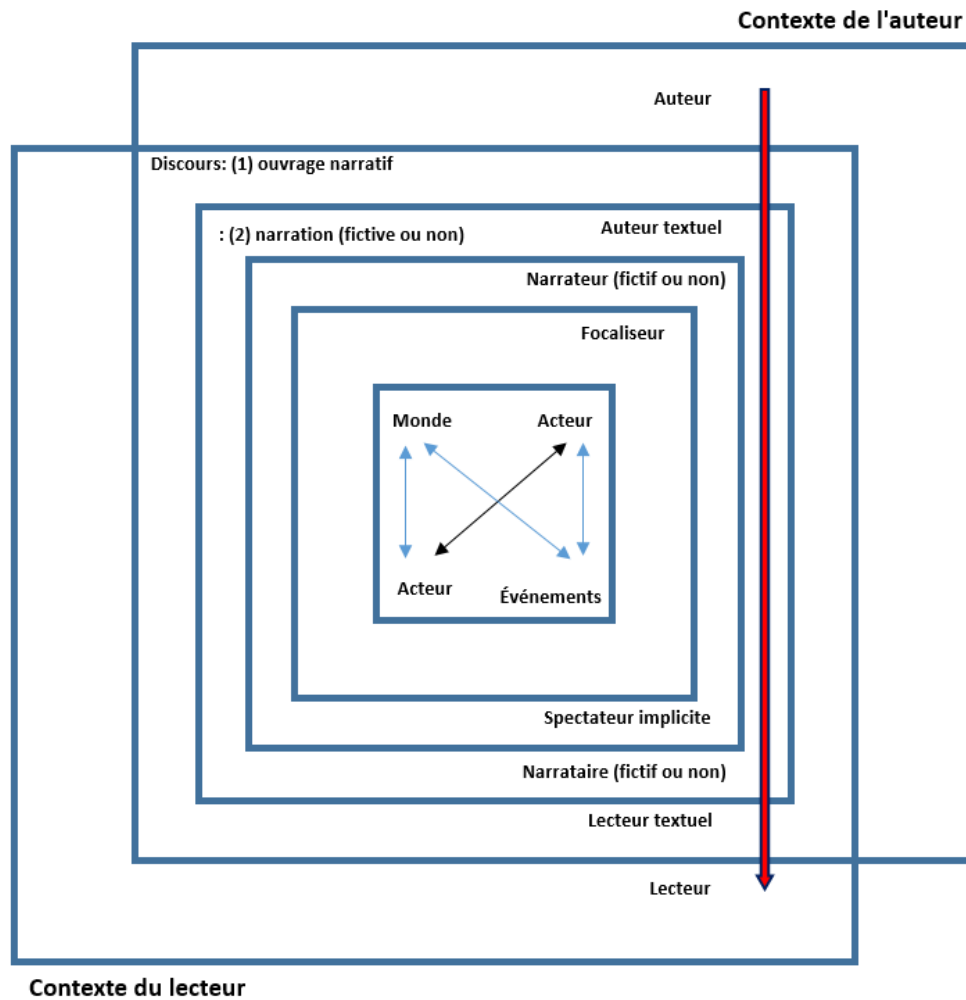 Contexte de l'auteur
Auteur
Discours: (1) ouvrage narratif
Auteur textuel
: (2) narration (fictive ou non)
Narrateur (fictif ou non)
Focaliseur
Monde
Acteur
Acteur
Événements
Spectateur implicite
Narrataire (fictif ou non)
Lecteur textuel
Lecteur
Contexte du lecteur